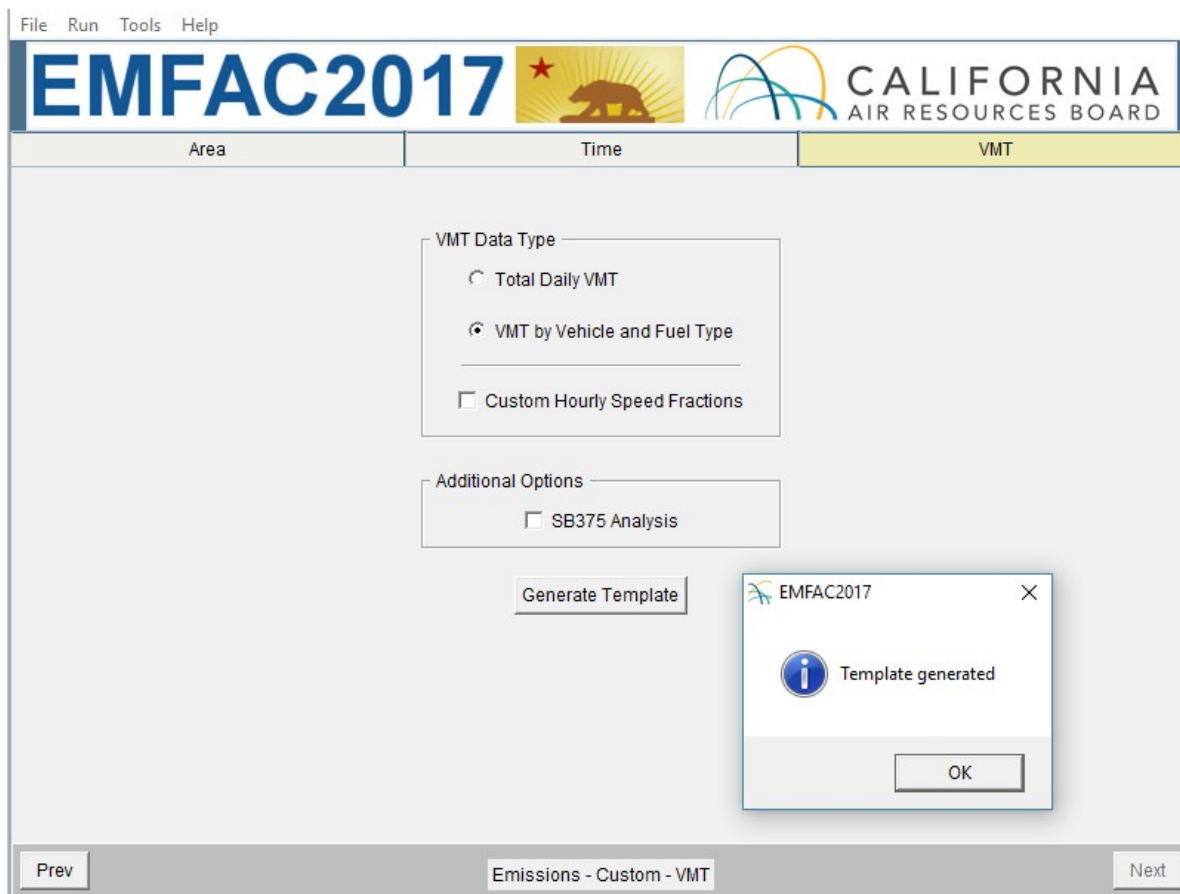 File Run Tools Help
EMFAC2017
CALIFORNIA
AIR RESOURCES BOARD
Area Time VMT
VMT Data Type
Total Daily VMT
VMT by Vehicle and Fuel Type
Custom Hourly Speed Fractions
Additional Options
SB375 Analysis
Generate Template
EMFAC2017
Template generated
OK
Prev Emissions - Custom - VMT Next